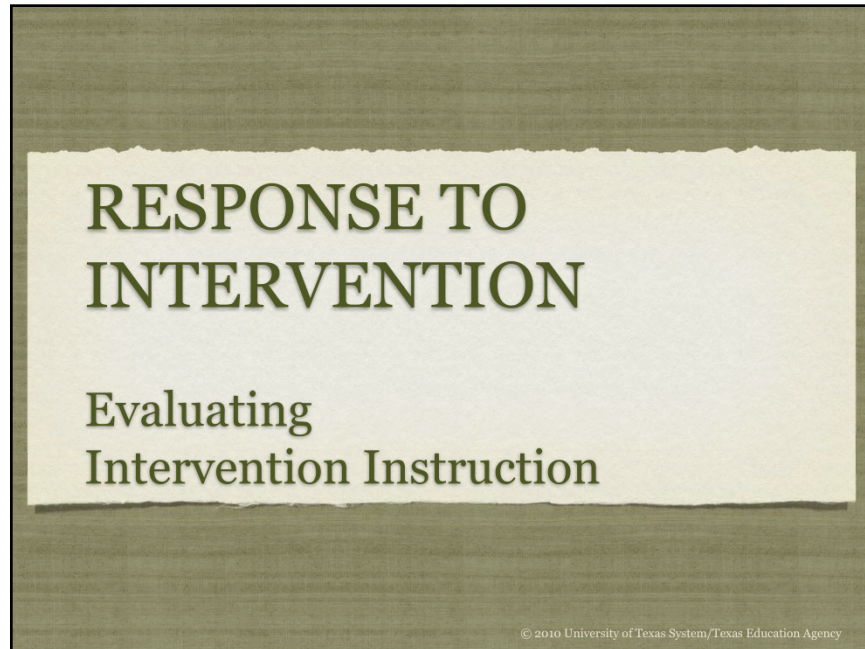 RESPONSE TO
INTERVENTION
Evaluating
Intervention Instruction
© 2010 University of Texas System/Texas Education Agency